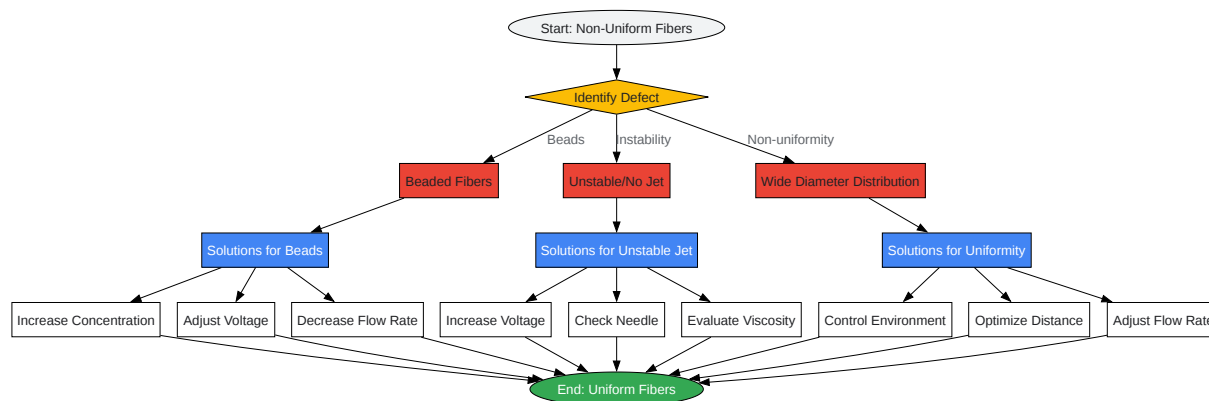 Start: Non-Uniform Fibers
Identify Defect
Beads
Instability
Non-uniformity
Beaded Fibers
Unstable/No Jet
Wide Diameter Distribution
Solutions for Beads
Solutions for Unstable Jet
Solutions for Uniformity
Increase Concentration
Adjust Voltage
Decrease Flow Rate
Increase Voltage
Check Needle
Evaluate Viscosity
Control Environment
Optimize Distance
Adjust Flow Rate
End: Uniform Fibers